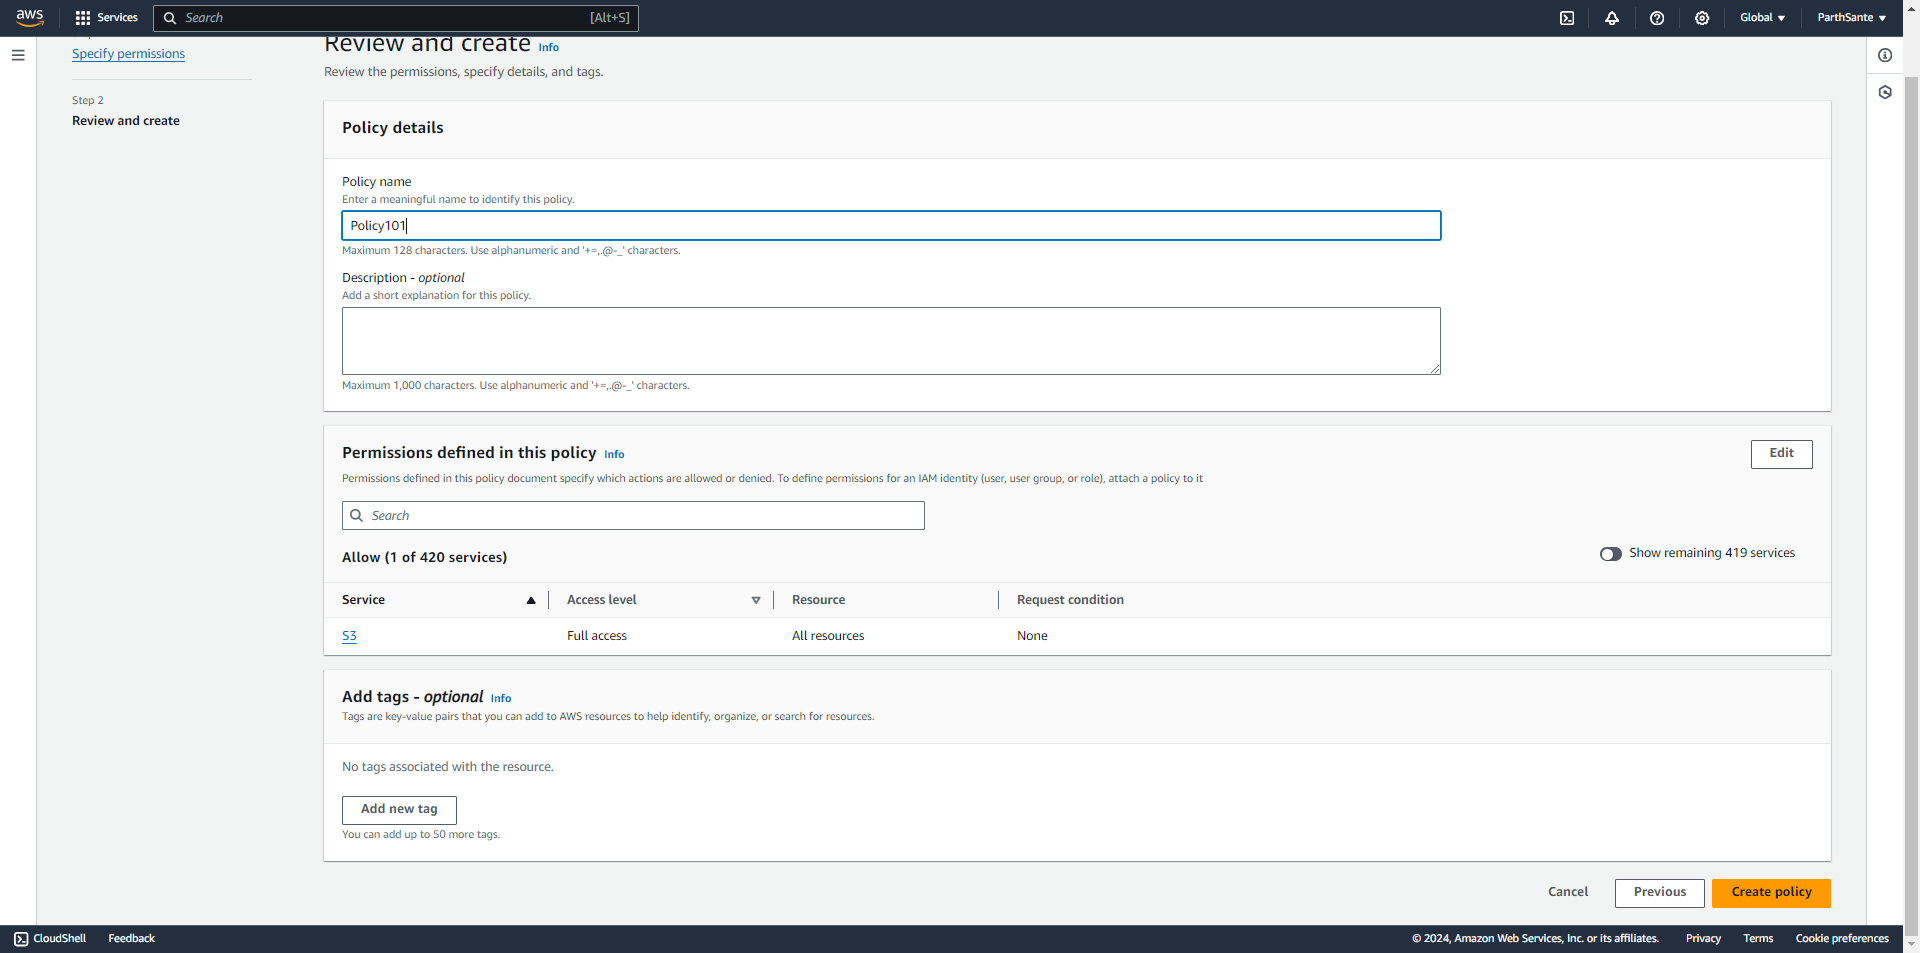 aws
Services
Search
[Alt+S]
Global
ParthSante
Specify permissions
Step 2
Review and create
Review and create Info
Review the permissions, specify details, and tags.
Policy details
Policy name
Enter a meaningful name to identify this policy.
Policy101
Maximum 128 characters. Use alphanumeric and '+=,.@-_' characters.
Description - optional
Add a short explanation for this policy.
Maximum 1,000 characters. Use alphanumeric and '+=,.@-_' characters.
Permissions defined in this policy Info
Edit
Permissions defined in this policy document specify which actions are allowed or denied. To define permissions for an IAM identity (user, user group, or role), attach a policy to it
Search
Allow (1 of 420 services)
Show remaining 419 services
Service
Access level
Resource
Request condition
S3
Full access
All resources
None
Add tags - optional Info
Tags are key-value pairs that you can add to AWS resources to help identify, organize, or search for resources.
No tags associated with the resource.
Add new tag
You can add up to 50 more tags.
Cancel
Previous
Create policy
CloudShell
Feedback
© 2024, Amazon Web Services, Inc. or its affiliates.
Privacy
Terms
Cookie preferences